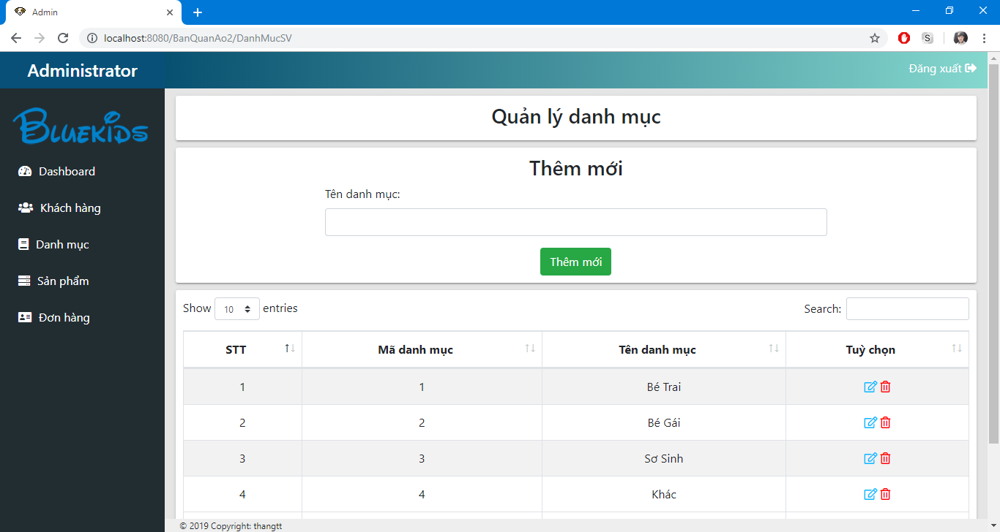 Admin
localhost:8080/BanQuanAo2/DanhMucSV
S
Administrator
Đăng xuất
BLUEKIDS
Dashboard
Khách hàng
Danh mục
Sản phẩm
Đơn hàng
Quản lý danh mục
Thêm mới
Tên danh mục:
Thêm mới
Show 10 entries
Search:
STT Mã danh mục Tên danh mục Tuỳ chọn
1 1 Bé Trai
2 2 Bé Gái
3 3 Sơ Sinh
4 4 Khác
© 2019 Copyright: thangtt